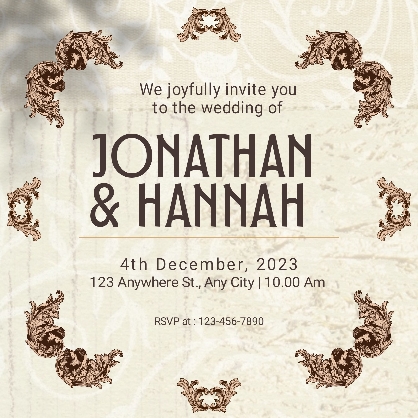 We joyfully invite you
to the wedding of
JONATHAN
& HANNAH
4th December, 2023
123 Anywhere St., Any City | 10.00 Am
RSVP at : 123-456-7890